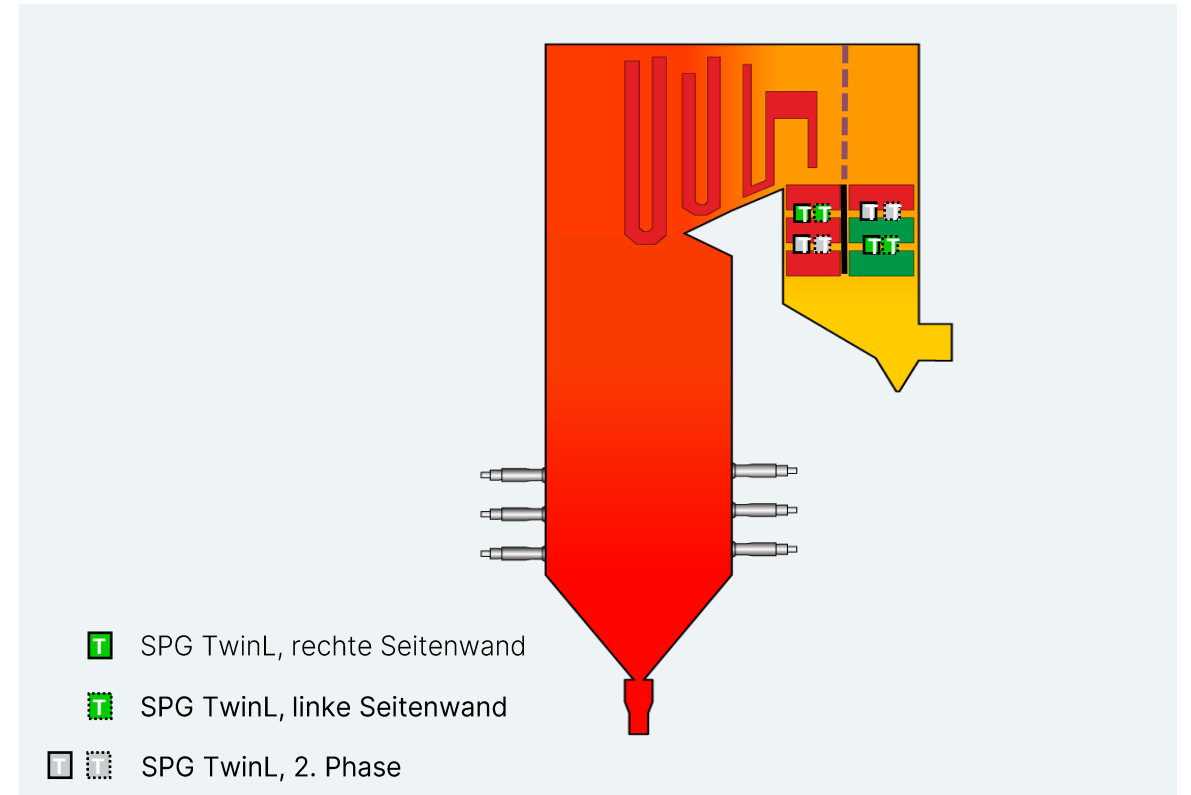 T T T T
T T T T
T SPG TwinL, rechte Seitenwand
T SPG TwinL, linke Seitenwand
T T SPG TwinL, 2. Phase